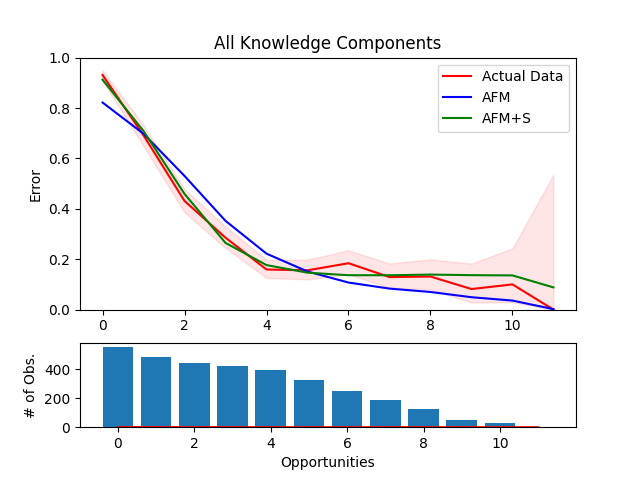 All Knowledge Components
Actual Data
AFM
AFM+S
Error
1.0
0.8
0.6
0.4
0.2
0.0
0 2 4 6 8 10
# of Obs.
400
200
0
0 2 4 6 8 10
Opportunities